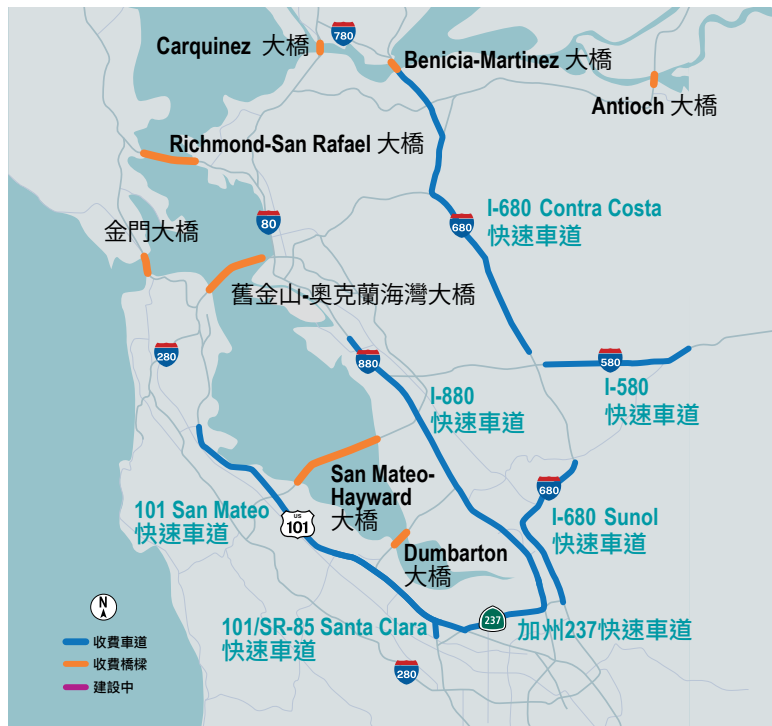 780
Carquinez 大橋
Benicia-Martinez 大橋
Antioch 大橋
Richmond-San Rafael 大橋
I-680 Contra Costa
快速車道
80
680
金門大橋
舊金山-奧克蘭海灣大橋
280
880
580
I-880
快速車道
I-580
快速車道
San Mateo-
Hayward
大橋
680
101 San Mateo
快速車道
US
101
I-680 Sunol
快速車道
Dumbarton
大橋
N
237
101/SR-85 Santa Clara
快速車道
加州237快速車道
280
收費車道
收費橋樑
建設中